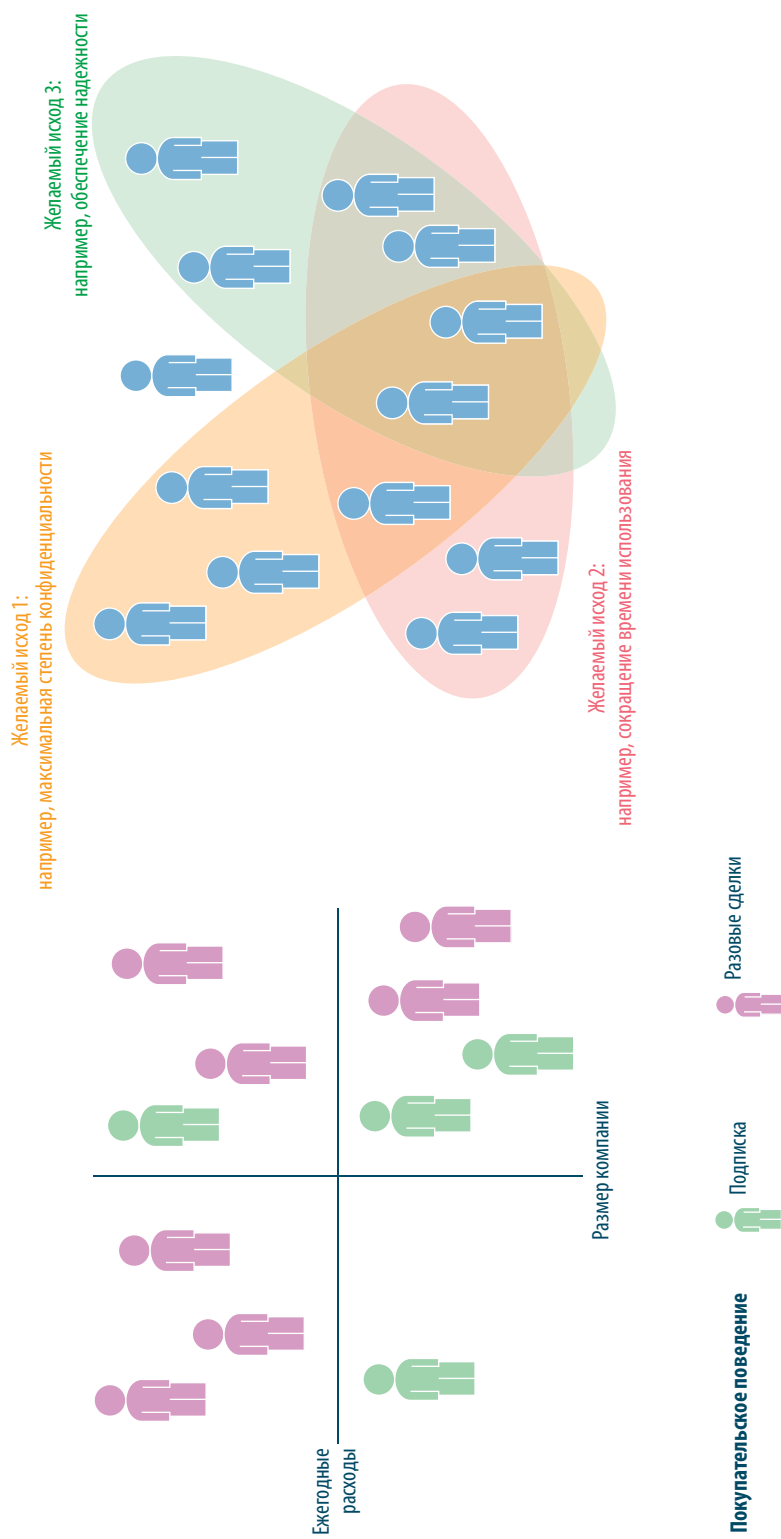 Ежегодные
расходы
Размер компании
Покупательское поведение
Подписка
Разовые сделки
Желаемый исход 1:
например, максимальная степень конфиденциальности
Желаемый исход 3:
например, обеспечение надежности
Желаемый исход 2:
например, сокращение времени использования